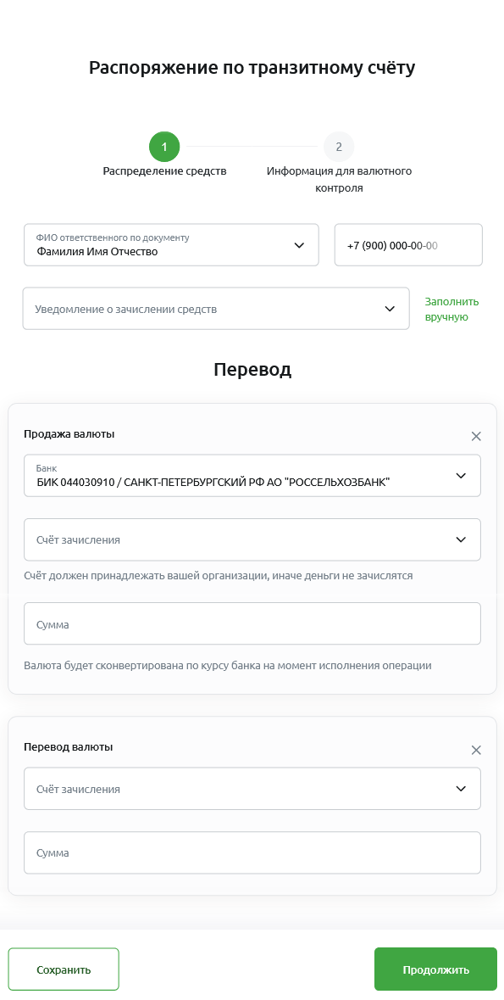 Распоряжение по транзитному счёту
1
2
Распределение средств
Информация для валютного
контроля
ФИО ответственного по документу
Фамилия Имя Отчество
+7 (900) 000-00-00
Уведомление о зачислении средств
Заполнить
вручную
Перевод
Продажа валюты
Банк
БИК 044030910 / САНКТ-ПЕТЕРБУРГСКИЙ РФ АО "РОССЕЛЬХОЗБАНК"
Счёт зачисления
Счёт должен принадлежать вашей организации, иначе деньги не зачислятся
Сумма
Валюта будет сконвертирована по курсу банка на момент исполнения операции
Перевод валюты
Счёт зачисления
Сумма
Сохранить
Продолжить